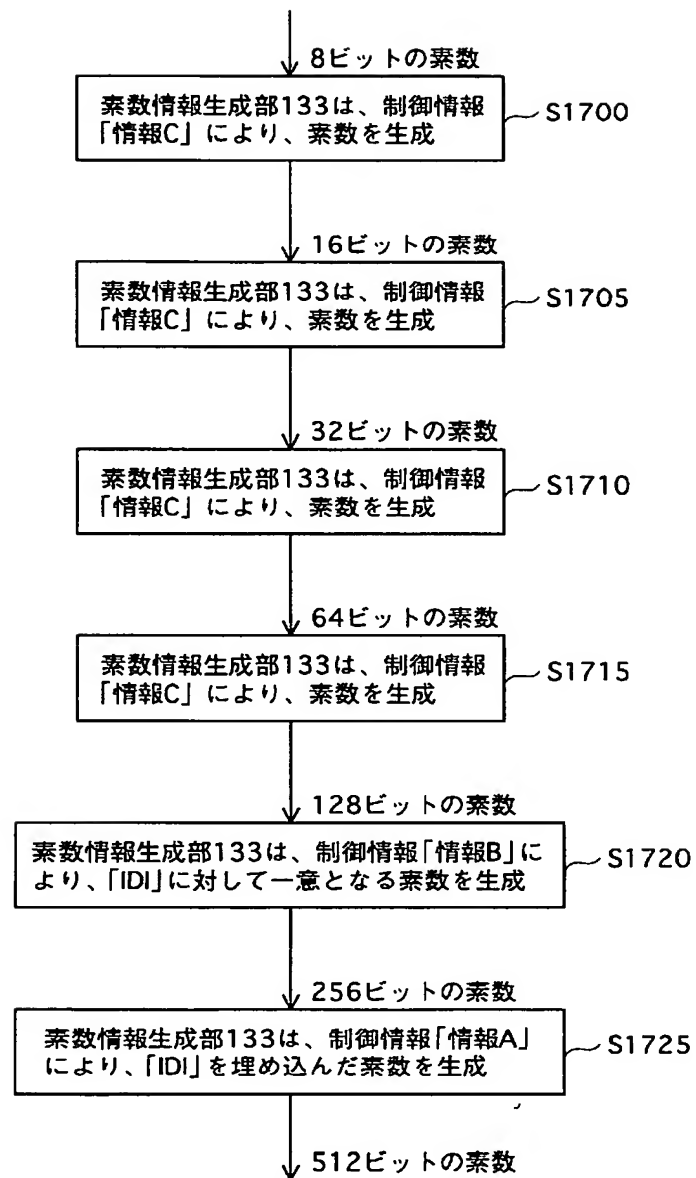 8ビットの素数
素数情報生成部133は、制御情報
「情報C」により、素数を生成
S1700
16ビットの素数
素数情報生成部133は、制御情報
「情報C」により、素数を生成
S1705
32ビットの素数
素数情報生成部133は、制御情報
「情報C」により、素数を生成
S1710
64ビットの素数
素数情報生成部133は、制御情報
「情報C」により、素数を生成
S1715
128ビットの素数
素数情報生成部133は、制御情報「情報B」に
より、「IDI」に対して一意となる素数を生成
S1720
256ビットの素数
素数情報生成部133は、制御情報「情報A」
により、「IDI」を埋め込んだ素数を生成
S1725
512ビットの素数